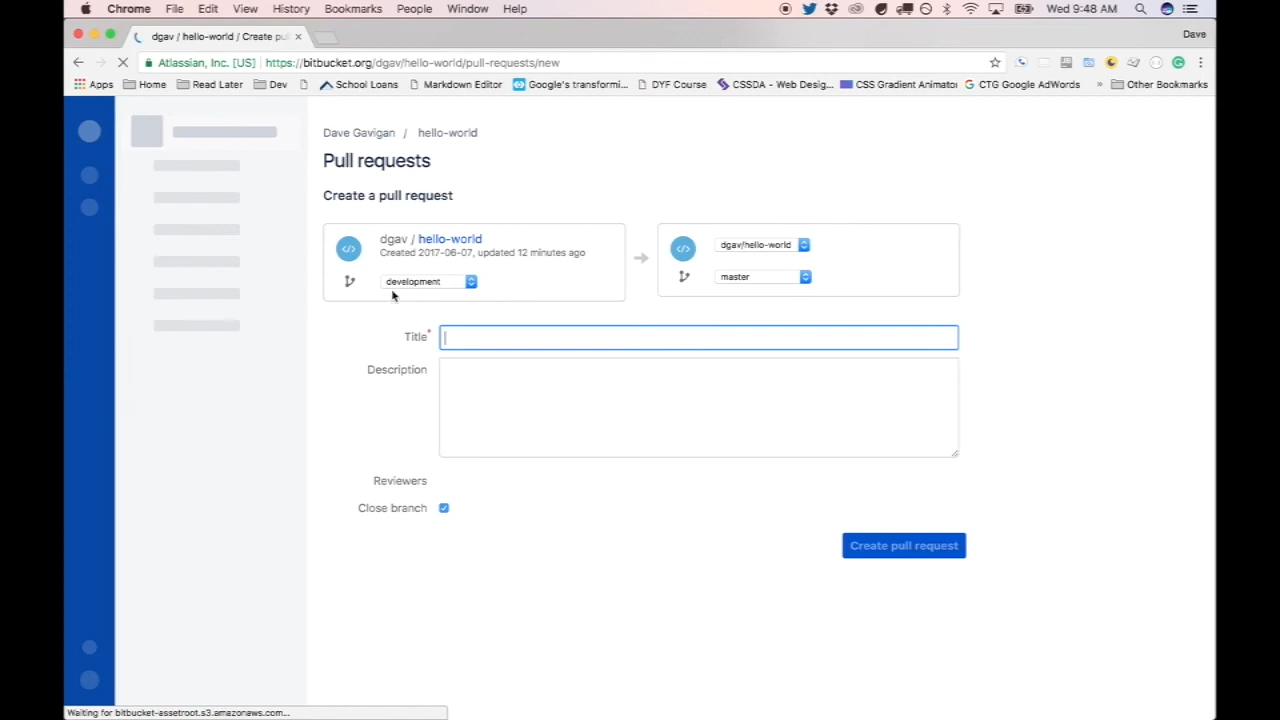 Chrome File Edit View History Bookmarks People Window Help Wed 9:48 AM
dgav / hello-world / Create pul Dave
Atlassian, Inc. [US] https://bitbucket.org/dgav/hello-world/pull-requests/new
Apps Home Read Later Dev School Loans Markdown Editor Google's transformi... DYF Course CSSDA - Web Desig... CSS Gradient Animator CTG Google AdWords » Other Bookmarks
Dave Gavigan / hello-world
Pull requests
Create a pull request
dgav / hello-world
dgav/hello-world
Created 2017-06-07, updated 12 minutes ago
development
master
Title*
Description
Reviewers
Close branch
Create pull request
Waiting for bitbucket-assetroot.s3.amazonaws.com...